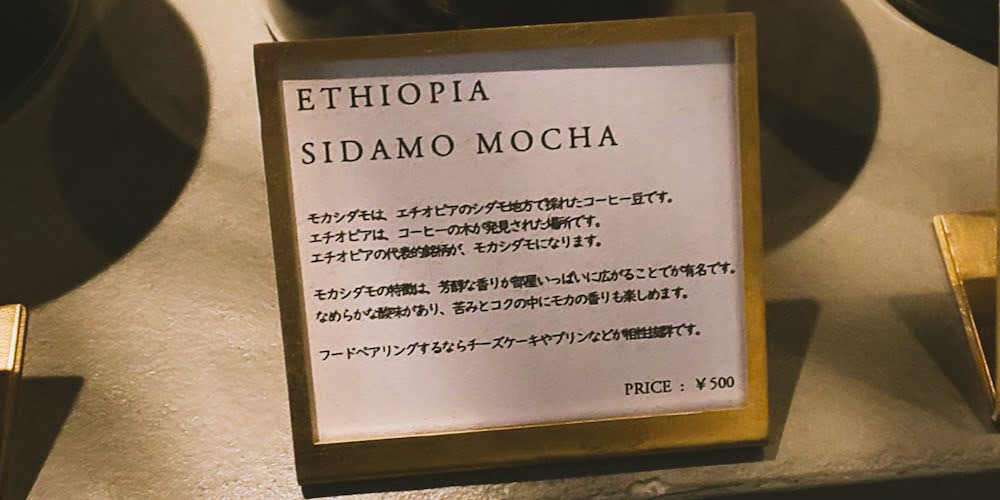 ETHIOPIA
SIDAMO MOCHA
モカシダモは、エチオピアのシダモ地方で採れたコーヒー豆です。
エチオピアは、コーヒーの木が発見された場所です。
エチオピアの代表的銘柄が、モカシダモになります。
モカシダモの特徴は、芳醇な香りが部屋いっぱいに広がることでが有名です。
なめらかな酸味があり、苦みとコクの中にモカの香りも楽しめます。
フードペアリングするならチーズケーキやプリンなどが相性抜群です。
PRICE : ￥500